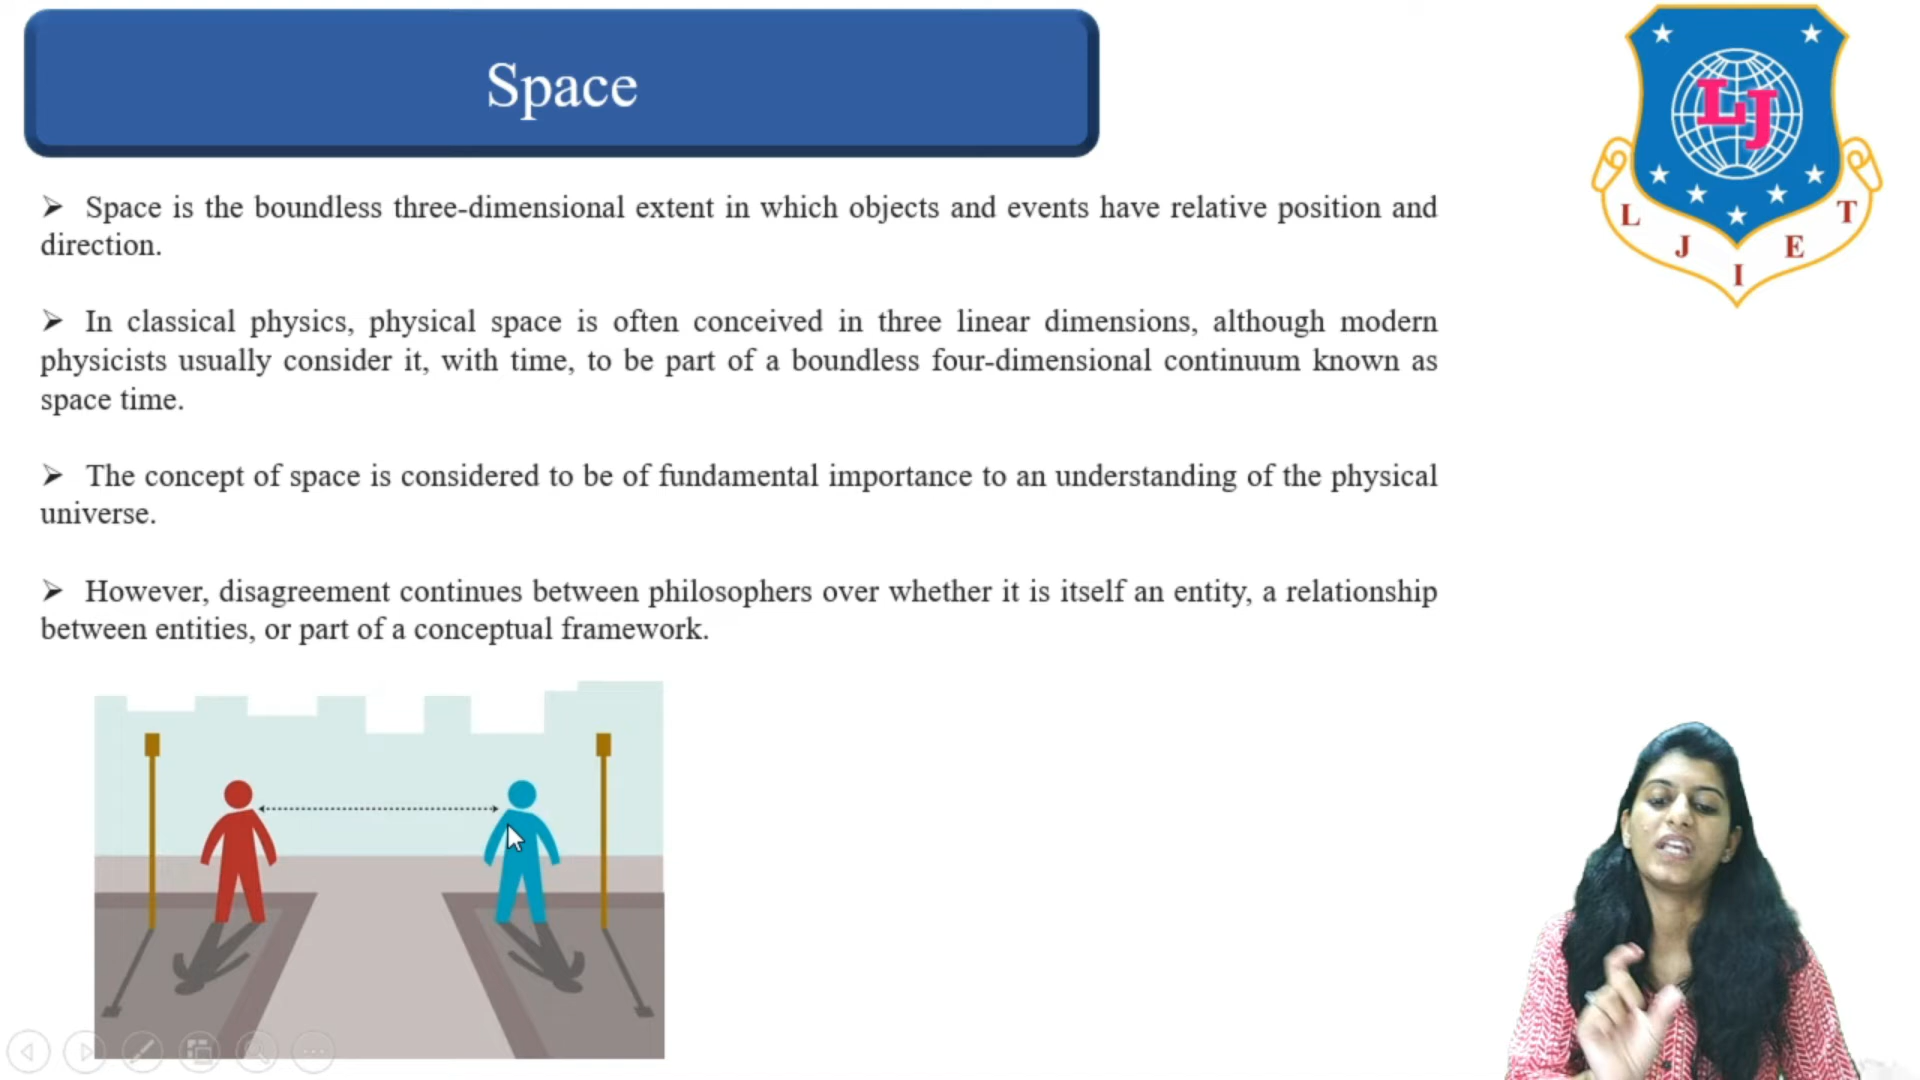 Space
➢ Space is the boundless three-dimensional extent in which objects and events have relative position and
direction.
➢ In classical physics, physical space is often conceived in three linear dimensions, although modern
physicists usually consider it, with time, to be part of a boundless four-dimensional continuum known as
space time.
➢ The concept of space is considered to be of fundamental importance to an understanding of the physical
universe.
➢ However, disagreement continues between philosophers over whether it is itself an entity, a relationship
between entities, or part of a conceptual framework.
LJ
L J I E T